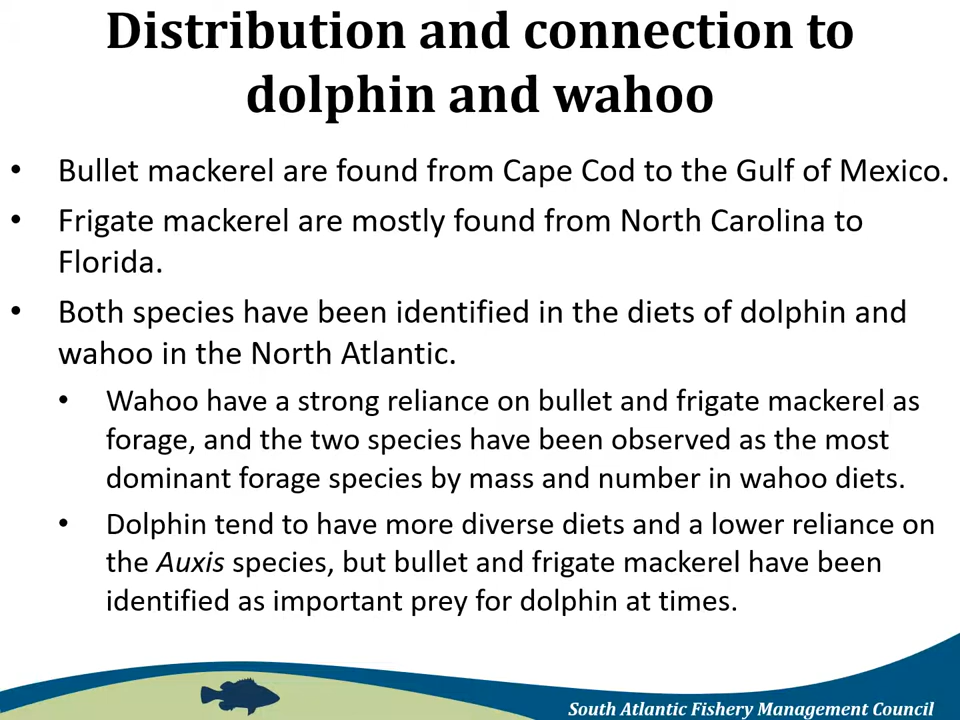 Distribution and connection to
dolphin and wahoo
• Bullet mackerel are found from Cape Cod to the Gulf of Mexico.
• Frigate mackerel are mostly found from North Carolina to
Florida.
• Both species have been identified in the diets of dolphin and
wahoo in the North Atlantic.
• Wahoo have a strong reliance on bullet and frigate mackerel as
forage, and the two species have been observed as the most
dominant forage species by mass and number in wahoo diets.
• Dolphin tend to have more diverse diets and a lower reliance on
the Auxis species, but bullet and frigate mackerel have been
identified as important prey for dolphin at times.
South Atlantic Fishery Management Council